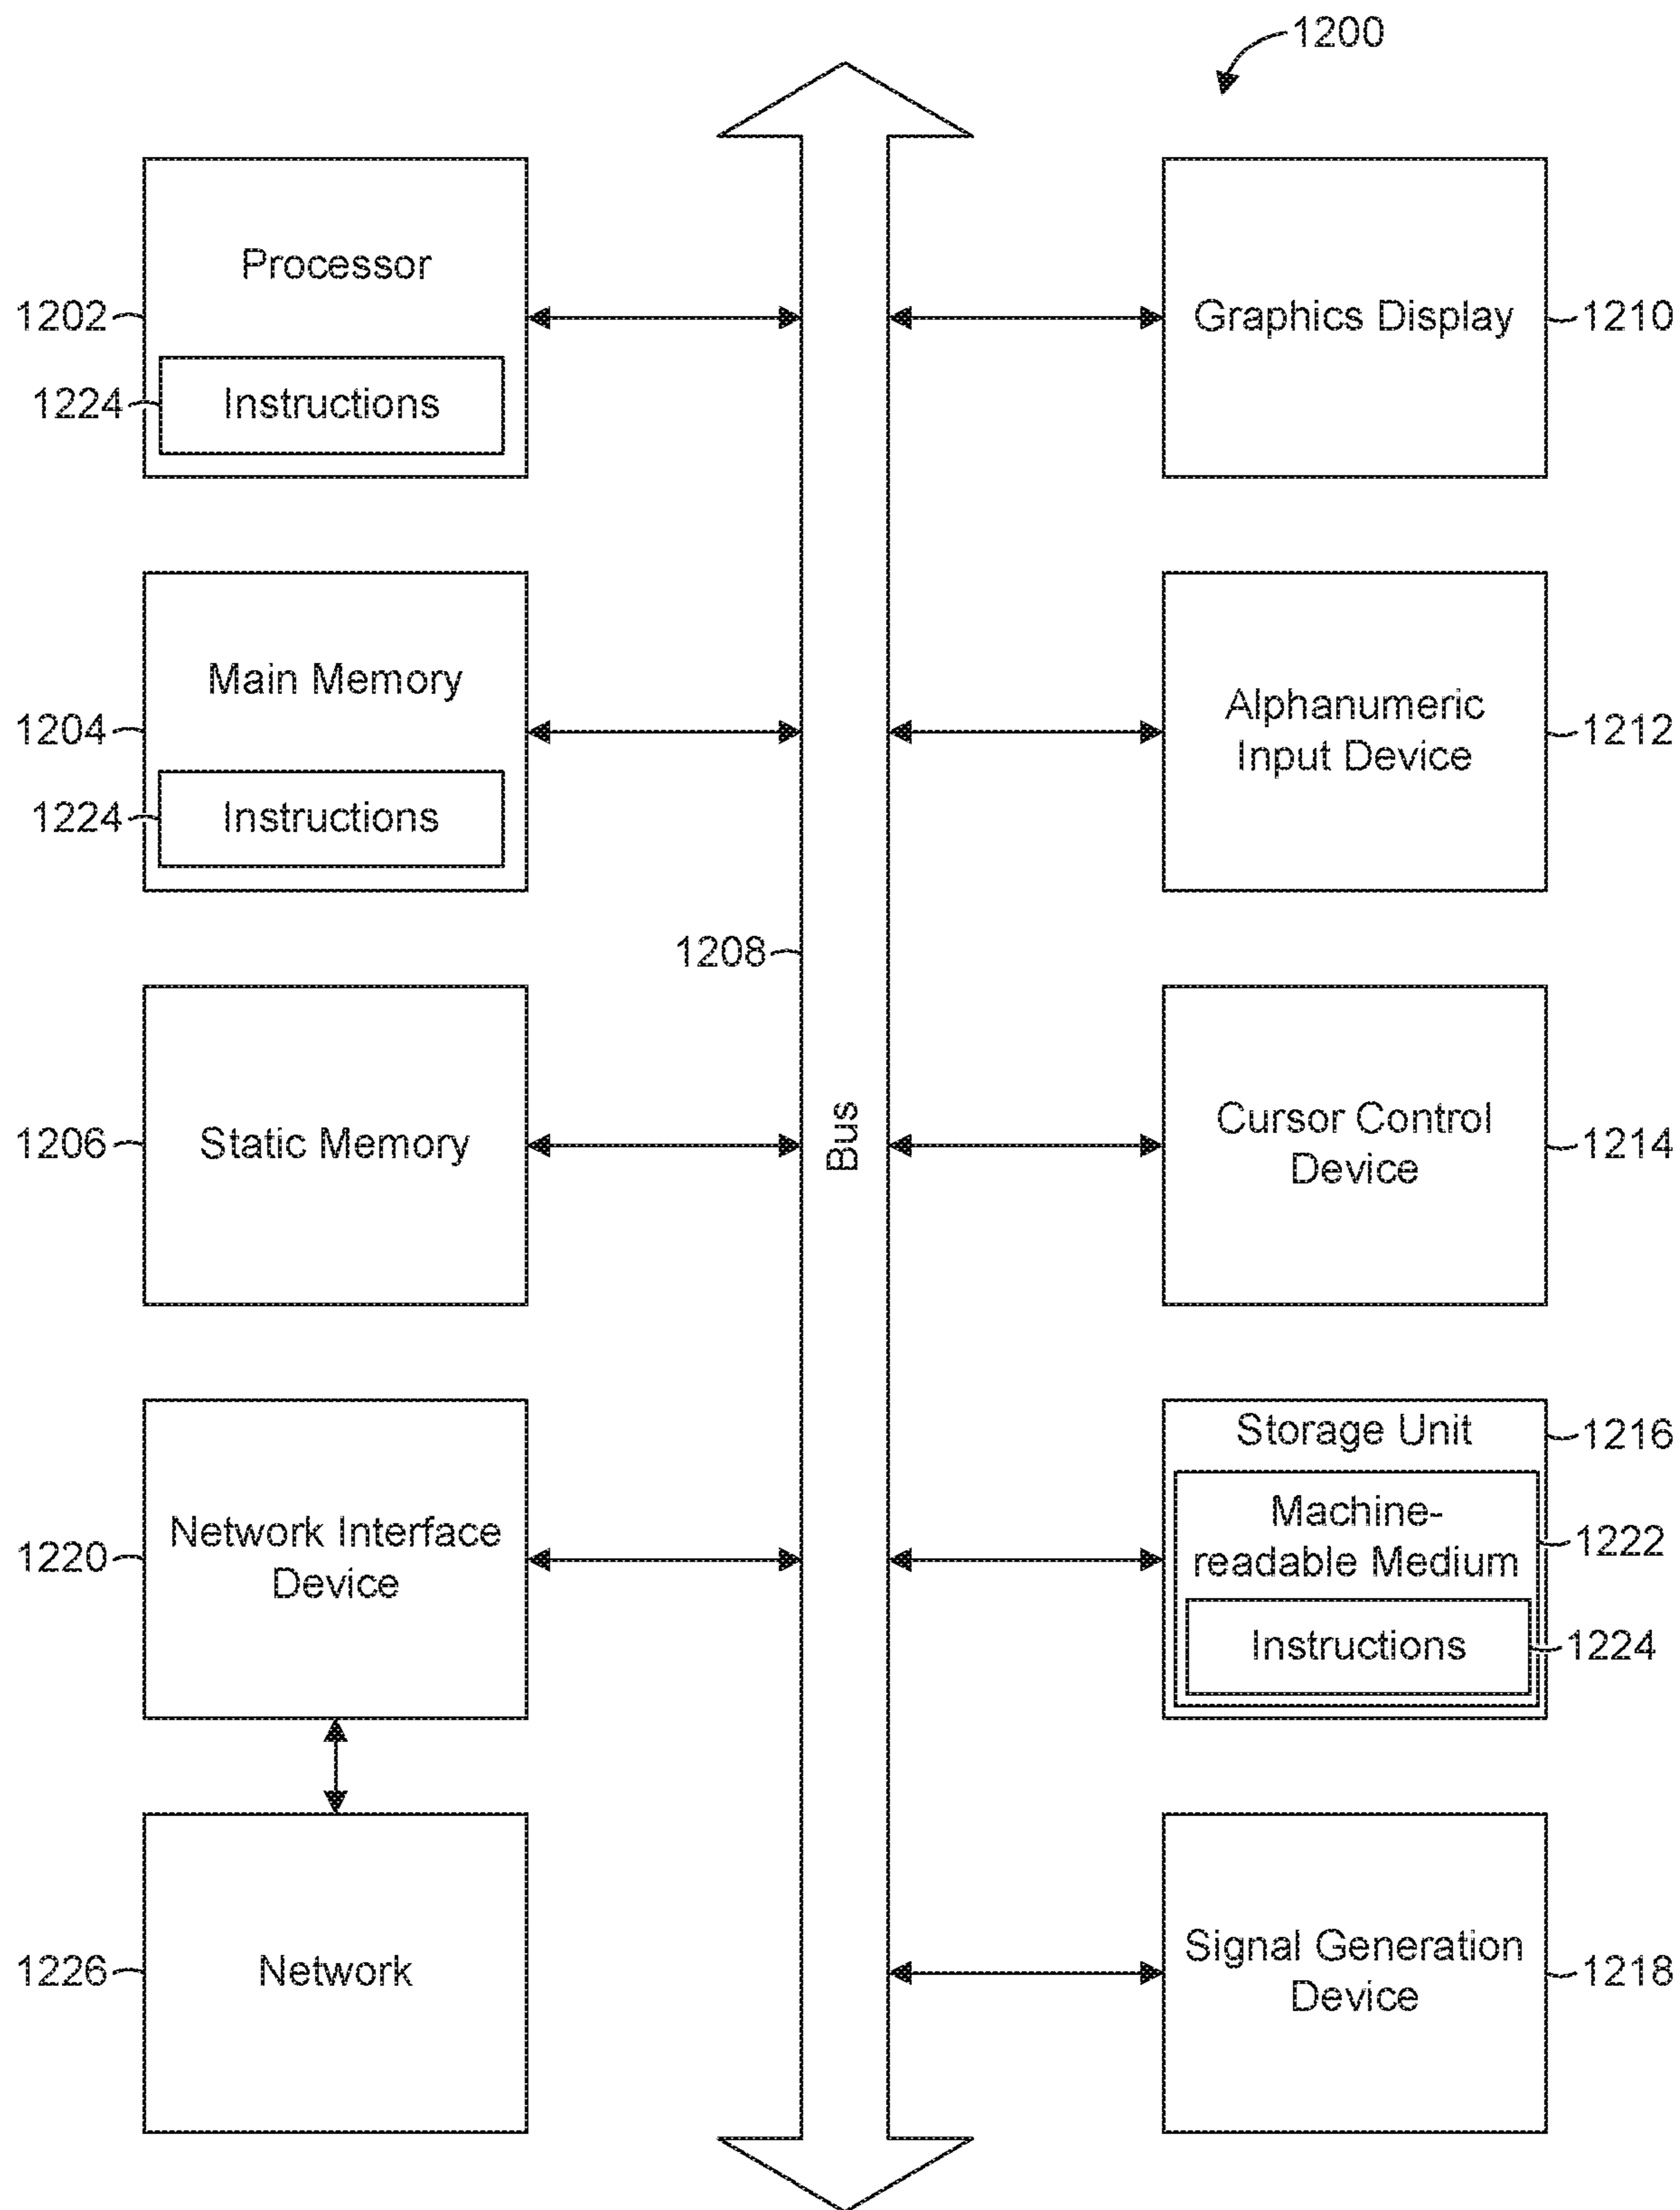 1200
Processor
1202
1224
Instructions
Graphics Display
1210
Main Memory
1204
1224
Instructions
Alphanumeric
Input Device
1212
1208
Bus
Static Memory
1206
Cursor Control
Device
1214
Network Interface
Device
1220
Storage Unit
1216
Machine-
readable Medium
1222
Instructions
1224
Network
1226
Signal Generation
Device
1218